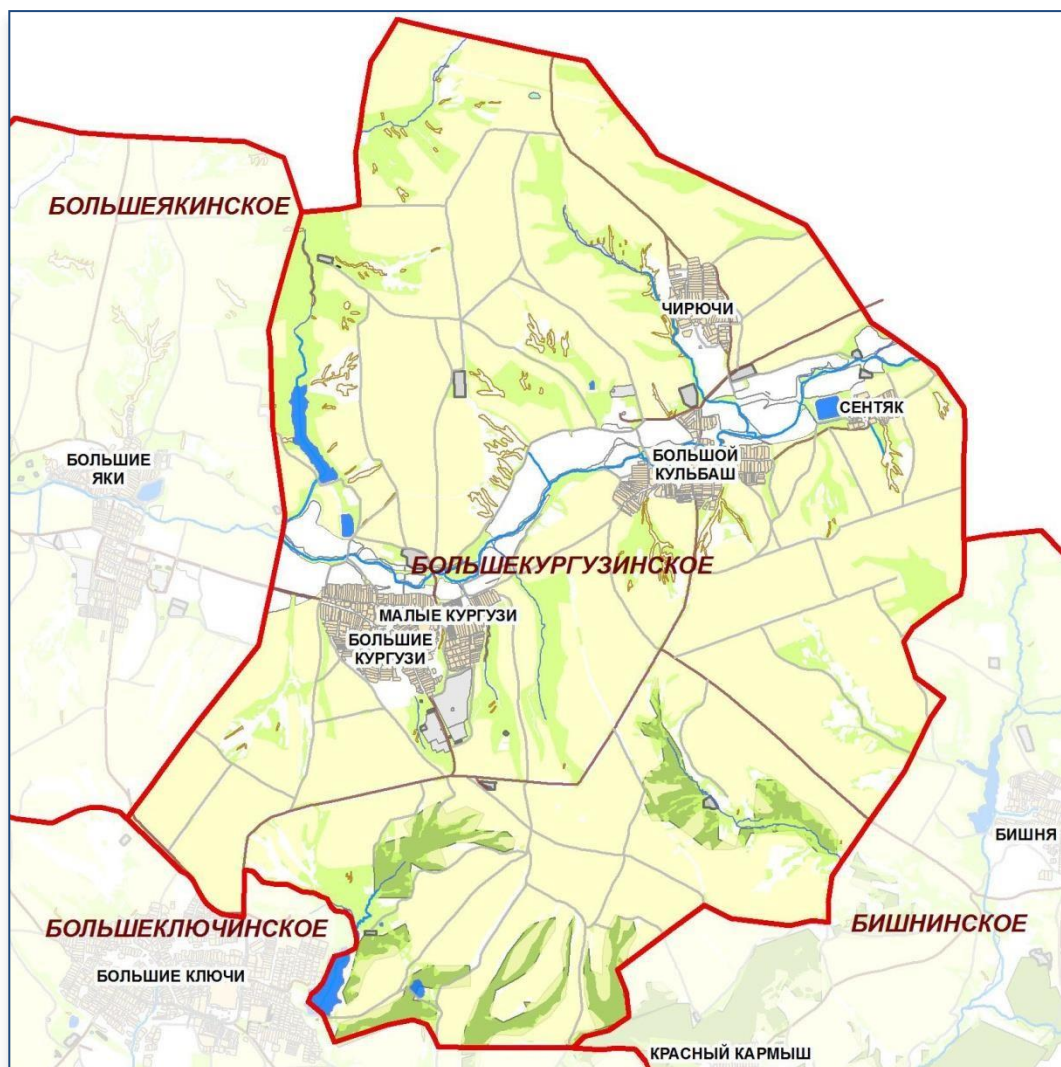 БОЛЬШЕЯКИНСКОЕ
ЧИРЮЧИ
СЕНТЯК
БОЛЬШИЕ
ЯКИ
БОЛЬШОЙ
КУЛЬБАШ
БОЛЬШЕКУРГУЗИНСКОЕ
МАЛЫЕ КУРГУЗИ
БОЛЬШИЕ
КУРГУЗИ
БИШНЯ
БОЛЬШЕКЛЮЧИНСКОЕ
БИШНИНСКОЕ
БОЛЬШИЕ КЛЮЧИ
КРАСНЫЙ КАРМЫШ